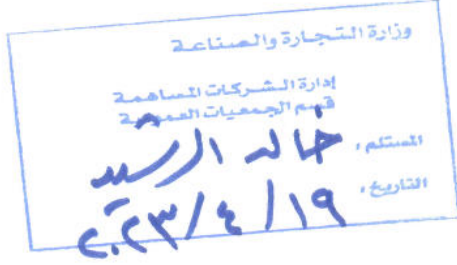 وزارة التجارة والصناعة
إدارة الشركات المساهمة
قسم الجمعيات العمومية
المستلم، خالد الرشيد
التاريخ، ١٩/٤/٢٠٢٣